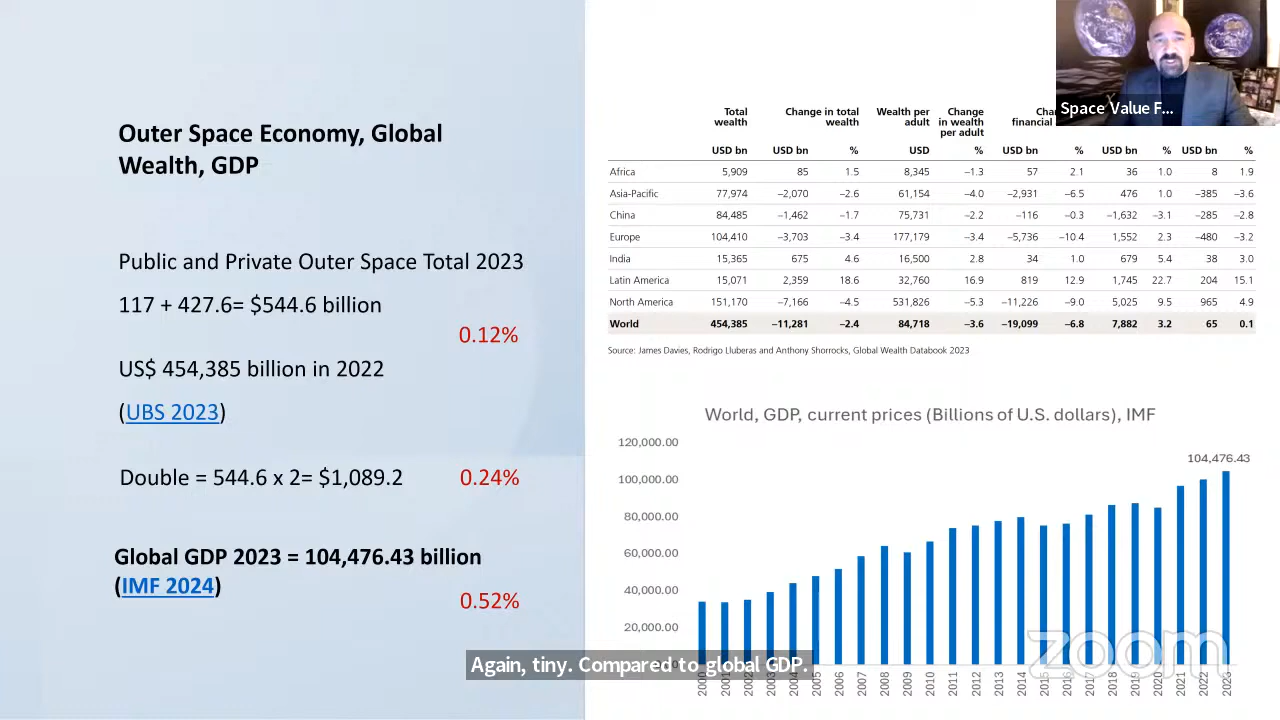 Outer Space Economy, Global
Wealth, GDP
Public and Private Outer Space Total 2023
117 + 427.6= $544.6 billion
0.12%
US$ 454,385 billion in 2022
(UBS 2023)
Double = 544.6 x 2= $1,089.2 0.24%
Global GDP 2023 = 104,476.43 billion
(IMF 2024)
0.52%
Space Value F...
Total wealth Change in total wealth Wealth per adult Change in wealth per adult financial
USD bn USD bn % USD % USD bn % USD bn % USD bn %
Africa 5,909 85 1.5 8,345 –1.3 57 2.1 36 1.0 8 1.9
Asia-Pacific 77,974 –2,070 –2.6 61,154 –4.0 –2,931 –6.5 476 1.0 –385 –3.6
China 84,485 –1,462 –1.7 75,731 –2.2 –116 –0.3 –1,632 –3.1 –285 –2.8
Europe 104,410 –3,703 –3.4 177,179 –3.4 –5,736 –10.4 1,552 2.3 –480 –3.2
India 15,365 675 4.6 16,500 2.8 34 1.0 679 5.4 38 3.0
Latin America 15,071 2,359 18.6 32,760 16.9 819 12.9 1,745 22.7 204 15.1
North America 151,170 –7,166 –4.5 531,826 –5.3 –11,226 –9.0 5,025 9.5 965 4.9
World 454,385 –11,281 –2.4 84,718 –3.6 –19,099 –6.8 7,882 3.2 65 0.1
Source: James Davies, Rodrigo Lluberas and Anthony Shorrocks, Global Wealth Databook 2023
World, GDP, current prices (Billions of U.S. dollars), IMF
120,000.00
104,476.43
100,000.00
80,000.00
60,000.00
40,000.00
20,000.00
2000 2001 2002 2003 2004 2005 2006 2007 2008 2009 2010 2011 2012 2013 2014 2015 2016 2017 2018 2019 2020 2021 2022 2023
zoom
Again, tiny. Compared to global GDP.